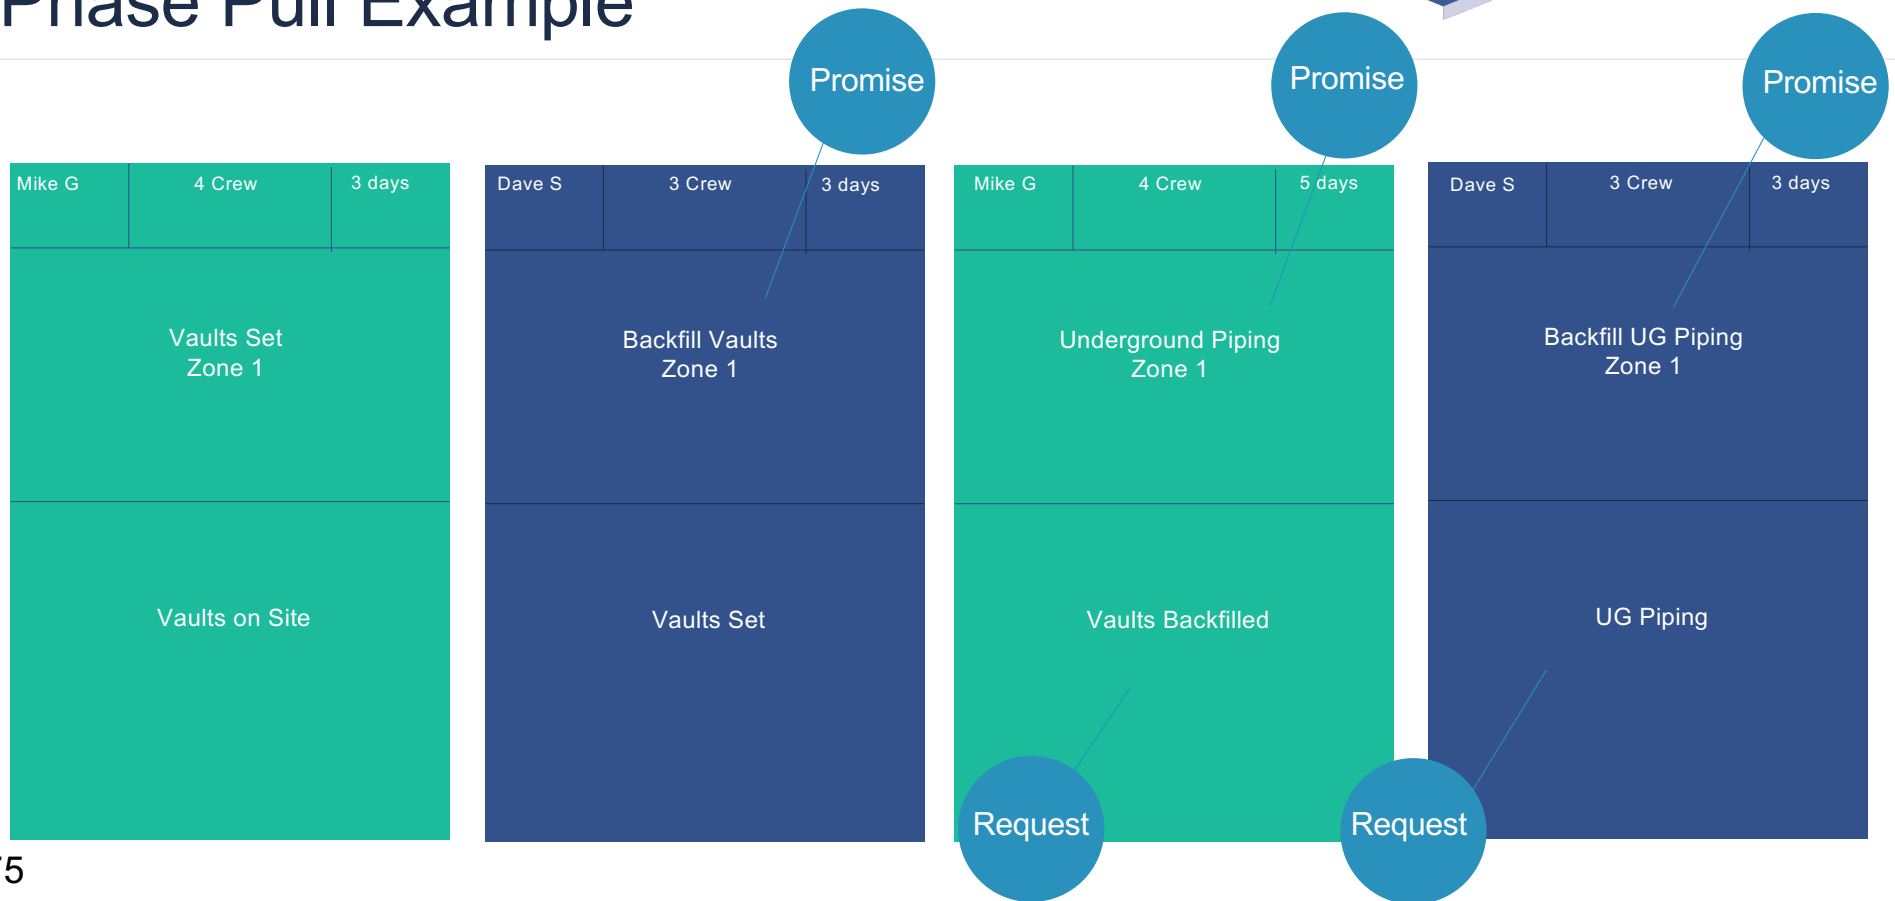 Phase Pull Example
Promise
Promise
Promise
Mike G
4 Crew
3 days
Vaults Set
Zone 1
Vaults on Site
Dave S
3 Crew
3 days
Backfill Vaults
Zone 1
Vaults Set
Mike G
4 Crew
5 days
Underground Piping
Zone 1
Vaults Backfilled
Dave S
3 Crew
3 days
Backfill UG Piping
Zone 1
UG Piping
Request
Request